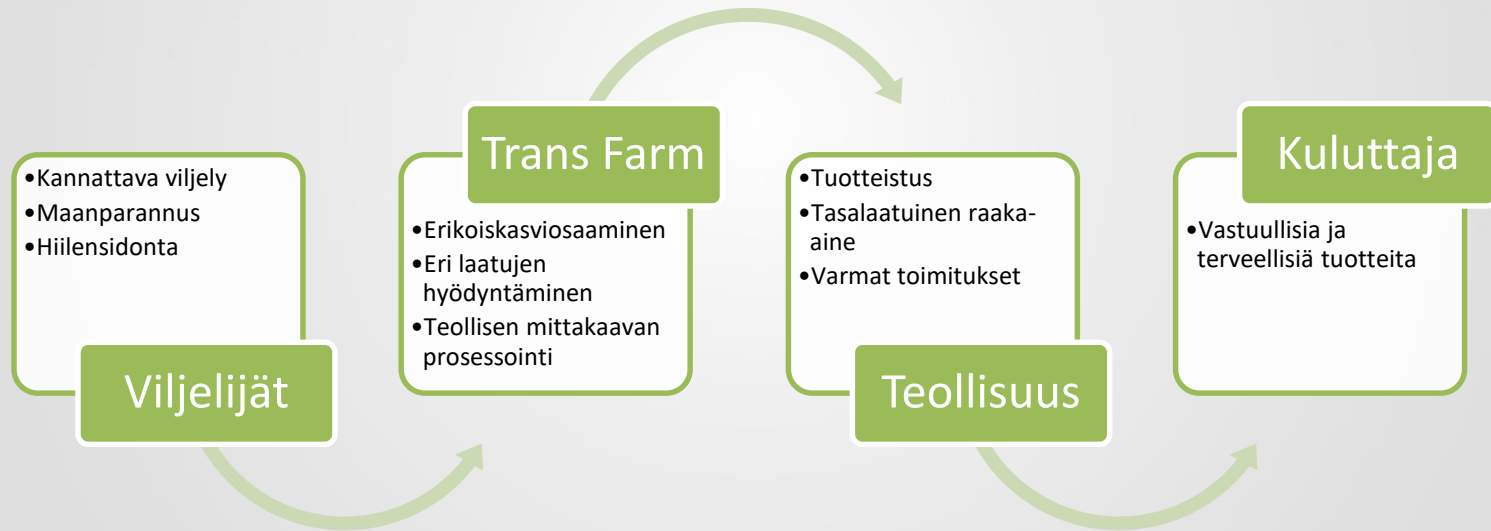 •Kannattava viljely
•Maanparannus
•Hiilensidonta
Viljelijät
Trans Farm
•Erikoiskasviosaaminen
•Eri laatujen
hyödyntäminen
•Teollisen mittakaavan
prosessointi
•Tuotteistus
•Tasalaatuinen raaka-
aine
•Varmat toimitukset
Teollisuus
Kuluttaja
•Vastuullisia ja
terveellisiä tuotteita